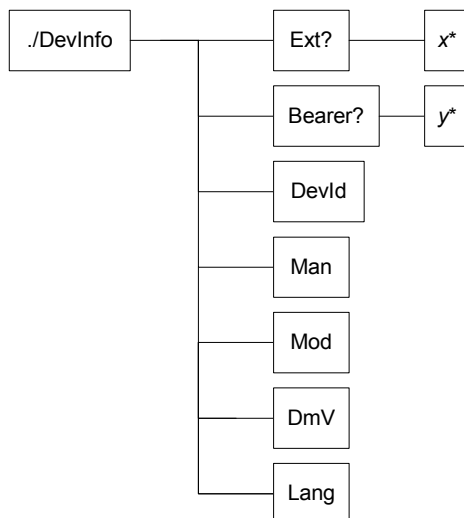 ./DevInfo
Ext?
x*
Bearer?
y*
DevId
Man
Mod
DmV
Lang